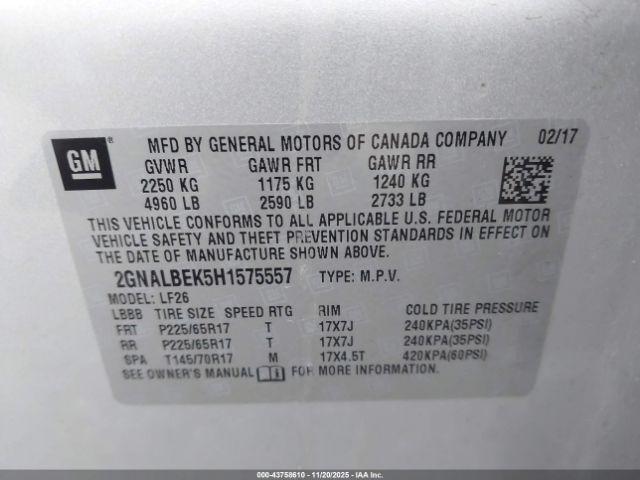 GM ® MFD BY GENERAL MOTORS OF CANADA COMPANY 02/17
GVWR GAWR FRT GAWR RR
2250 KG 1175 KG 1240 KG
4960 LB 2590 LB 2733 LB
THIS VEHICLE CONFORMS TO ALL APPLICABLE U.S. FEDERAL MOTOR
VEHICLE SAFETY AND THEFT PREVENTION STANDARDS IN EFFECT ON
THE DATE OF MANUFACTURE SHOWN ABOVE.
2GNALBEK5H1575557 TYPE: M.P.V.
MODEL: LF26
LBBB TIRE SIZE SPEED RTG RIM COLD TIRE PRESSURE
FRT P225/65R17 T 17X7J 240KPA(35PSI)
RR P225/65R17 T 17X7J 240KPA(35PSI)
SPA T145/70R17 M 17X4.5T 420KPA(60PSI)
SEE OWNER'S MANUAL FOR MORE INFORMATION.
000-43758610 - 11/20/2025 - AKASTAR